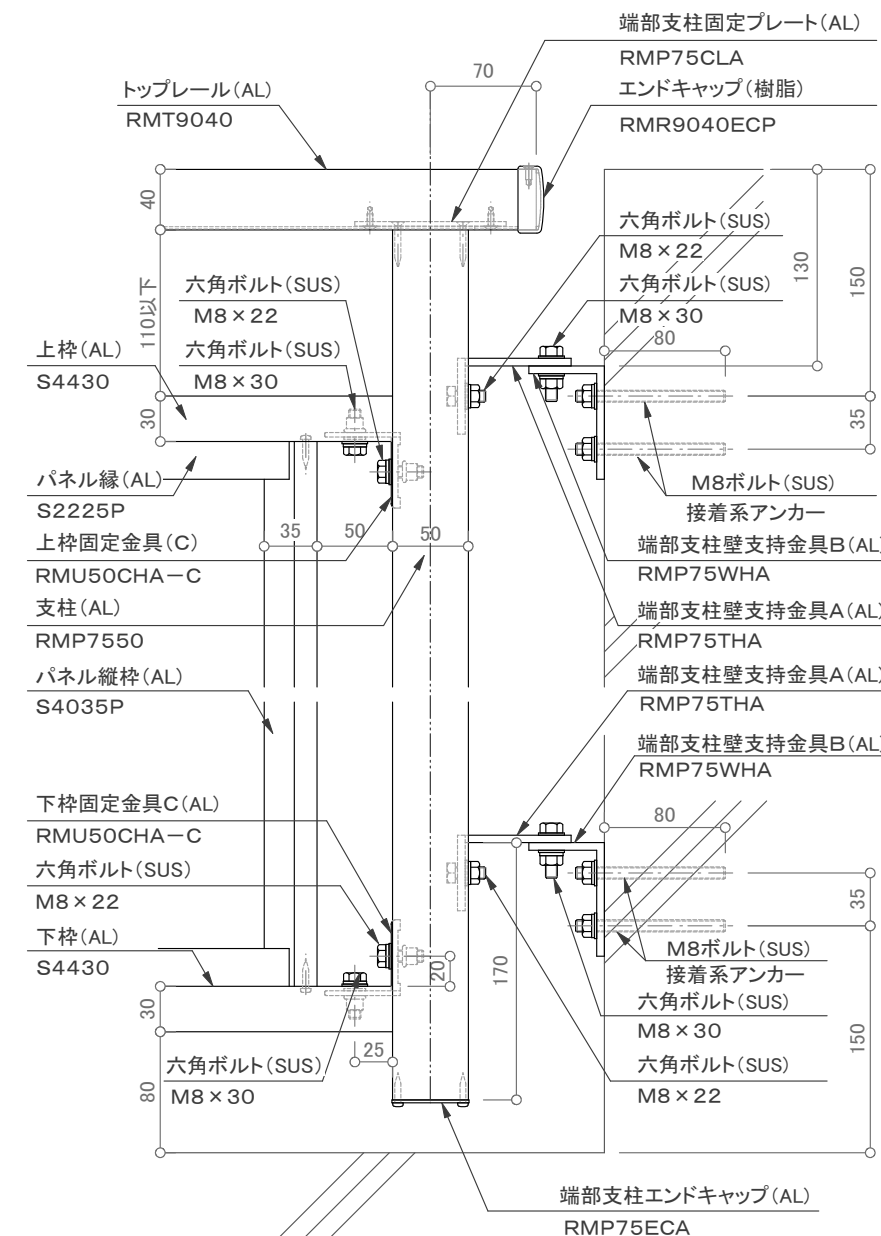 端部支柱固定プレート(AL)
RMP75CLA
70
トップレール(AL)
RMT9040
エンドキャップ(樹脂)
RMR9040ECP
40
六角ボルト(SUS)
M8×22
130
150
110以下
六角ボルト(SUS)
M8×22
六角ボルト(SUS)
M8×30
80
上枠(AL)
S4430
六角ボルト(SUS)
M8×30
30
35
パネル縁(AL)
S2225P
M8ボルト(SUS)
接着系アンカー
35
50
50
上枠固定金具(C)
RMU50CHA-C
端部支柱壁支持金具B(AL)
RMP75WHA
支柱(AL)
RMP7550
端部支柱壁支持金具A(AL)
RMP75THA
パネル縦枠(AL)
S4035P
端部支柱壁支持金具A(AL)
RMP75THA
端部支柱壁支持金具B(AL)
RMP75WHA
下枠固定金具C(AL)
RMU50CHA-C
80
六角ボルト(SUS)
M8×22
35
下枠(AL)
S4430
20
170
M8ボルト(SUS)
接着系アンカー
30
六角ボルト(SUS)
M8×30
150
25
六角ボルト(SUS)
M8×30
六角ボルト(SUS)
M8×22
80
端部支柱エンドキャップ(AL)
RMP75ECA